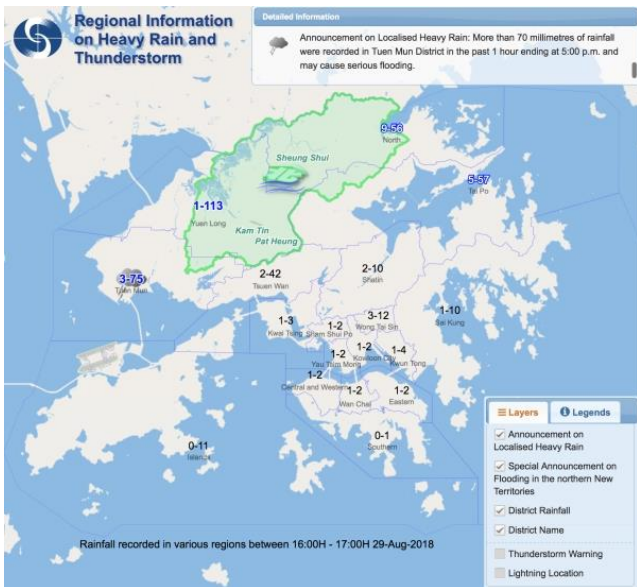 Regional Information
on Heavy Rain and
Thunderstorm
Detailed Information
Announcement on Localised Heavy Rain: More than 70 millimetres of rainfall
were recorded in Tuen Mun District in the past 1 hour ending at 5:00 p.m. and
may cause serious flooding.
9-56
North
Sheung Shui
5-57
Tai Po
1-113
Yuen Long
Kam Tin
Pat Heung
3-75
Tuen Mun
2-42
Tsuen Wan
2-10
Shatin
1-10
Sai Kung
1-3
Kwai Tsing
1-2
Sham Shui Po
3-12
Wong Tai Sin
1-2
Yau Tsim Mong
1-2
Kowloon City
1-4
Kwun Tong
1-2
Central and Western
1-2
Wan Chai
1-2
Eastern
0-1
Southern
0-11
Islands
Layers
Legends
Announcement on
Localised Heavy Rain
Special Announcement on
Flooding in the northern New
Territories
District Rainfall
District Name
Thunderstorm Warning
Lightning Location
Rainfall recorded in various regions between 16:00H - 17:00H 29-Aug-2018